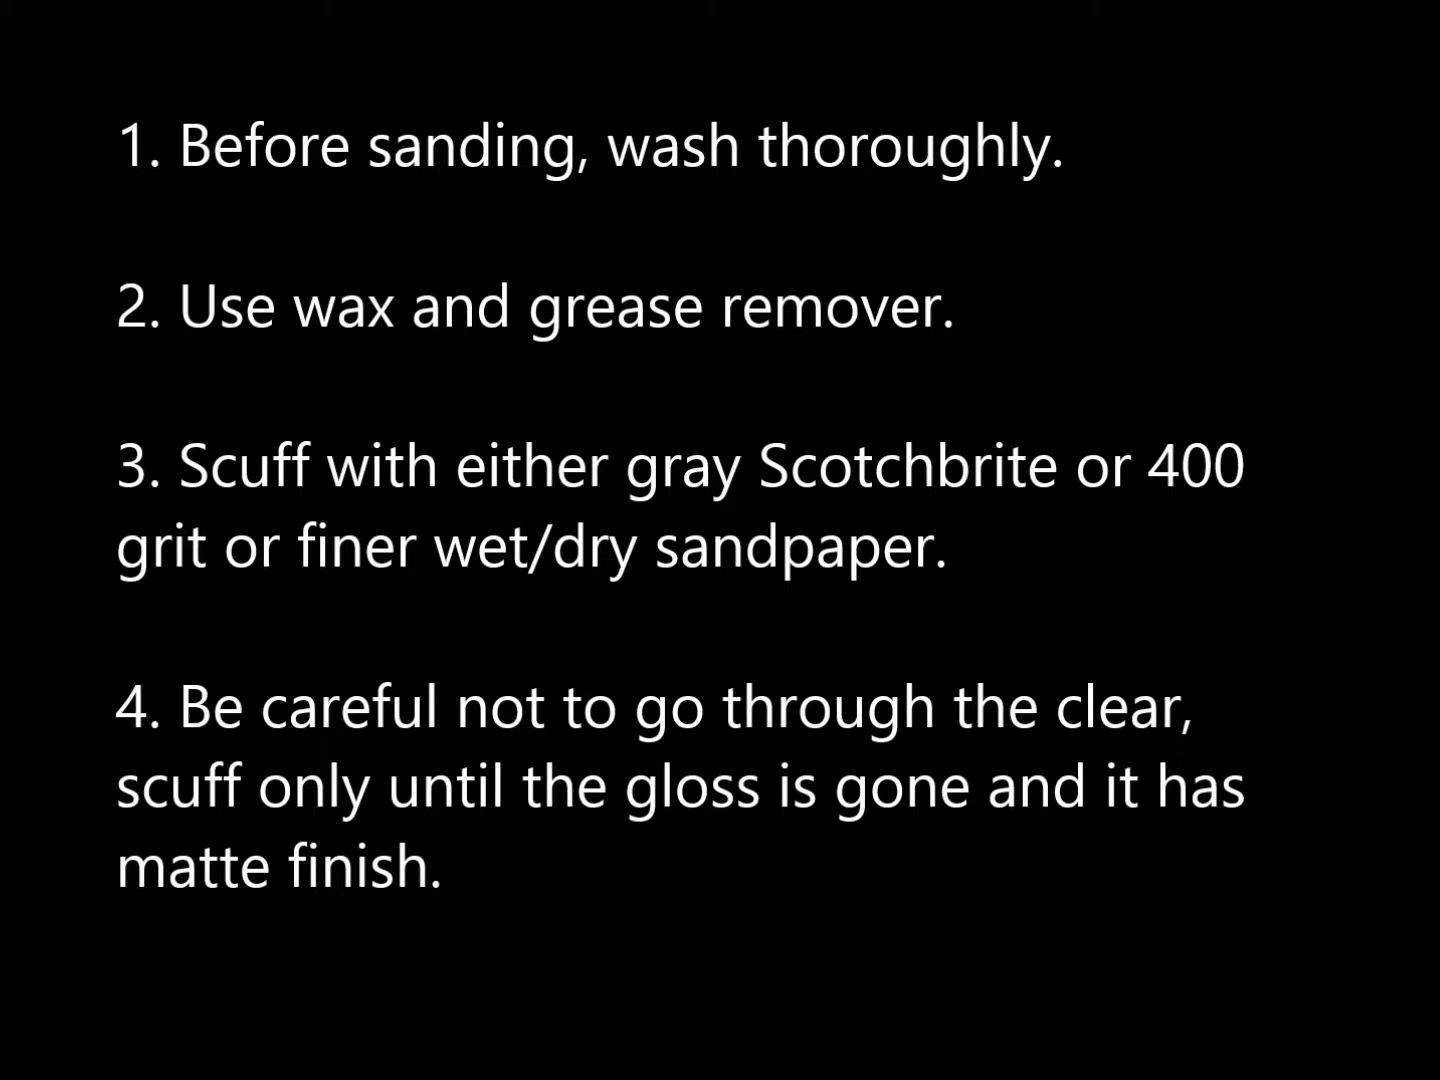 1. Before sanding, wash thoroughly.
2. Use wax and grease remover.
3. Scuff with either gray Scotchbrite or 400
grit or finer wet/dry sandpaper.
4. Be careful not to go through the clear,
scuff only until the gloss is gone and it has
matte finish.